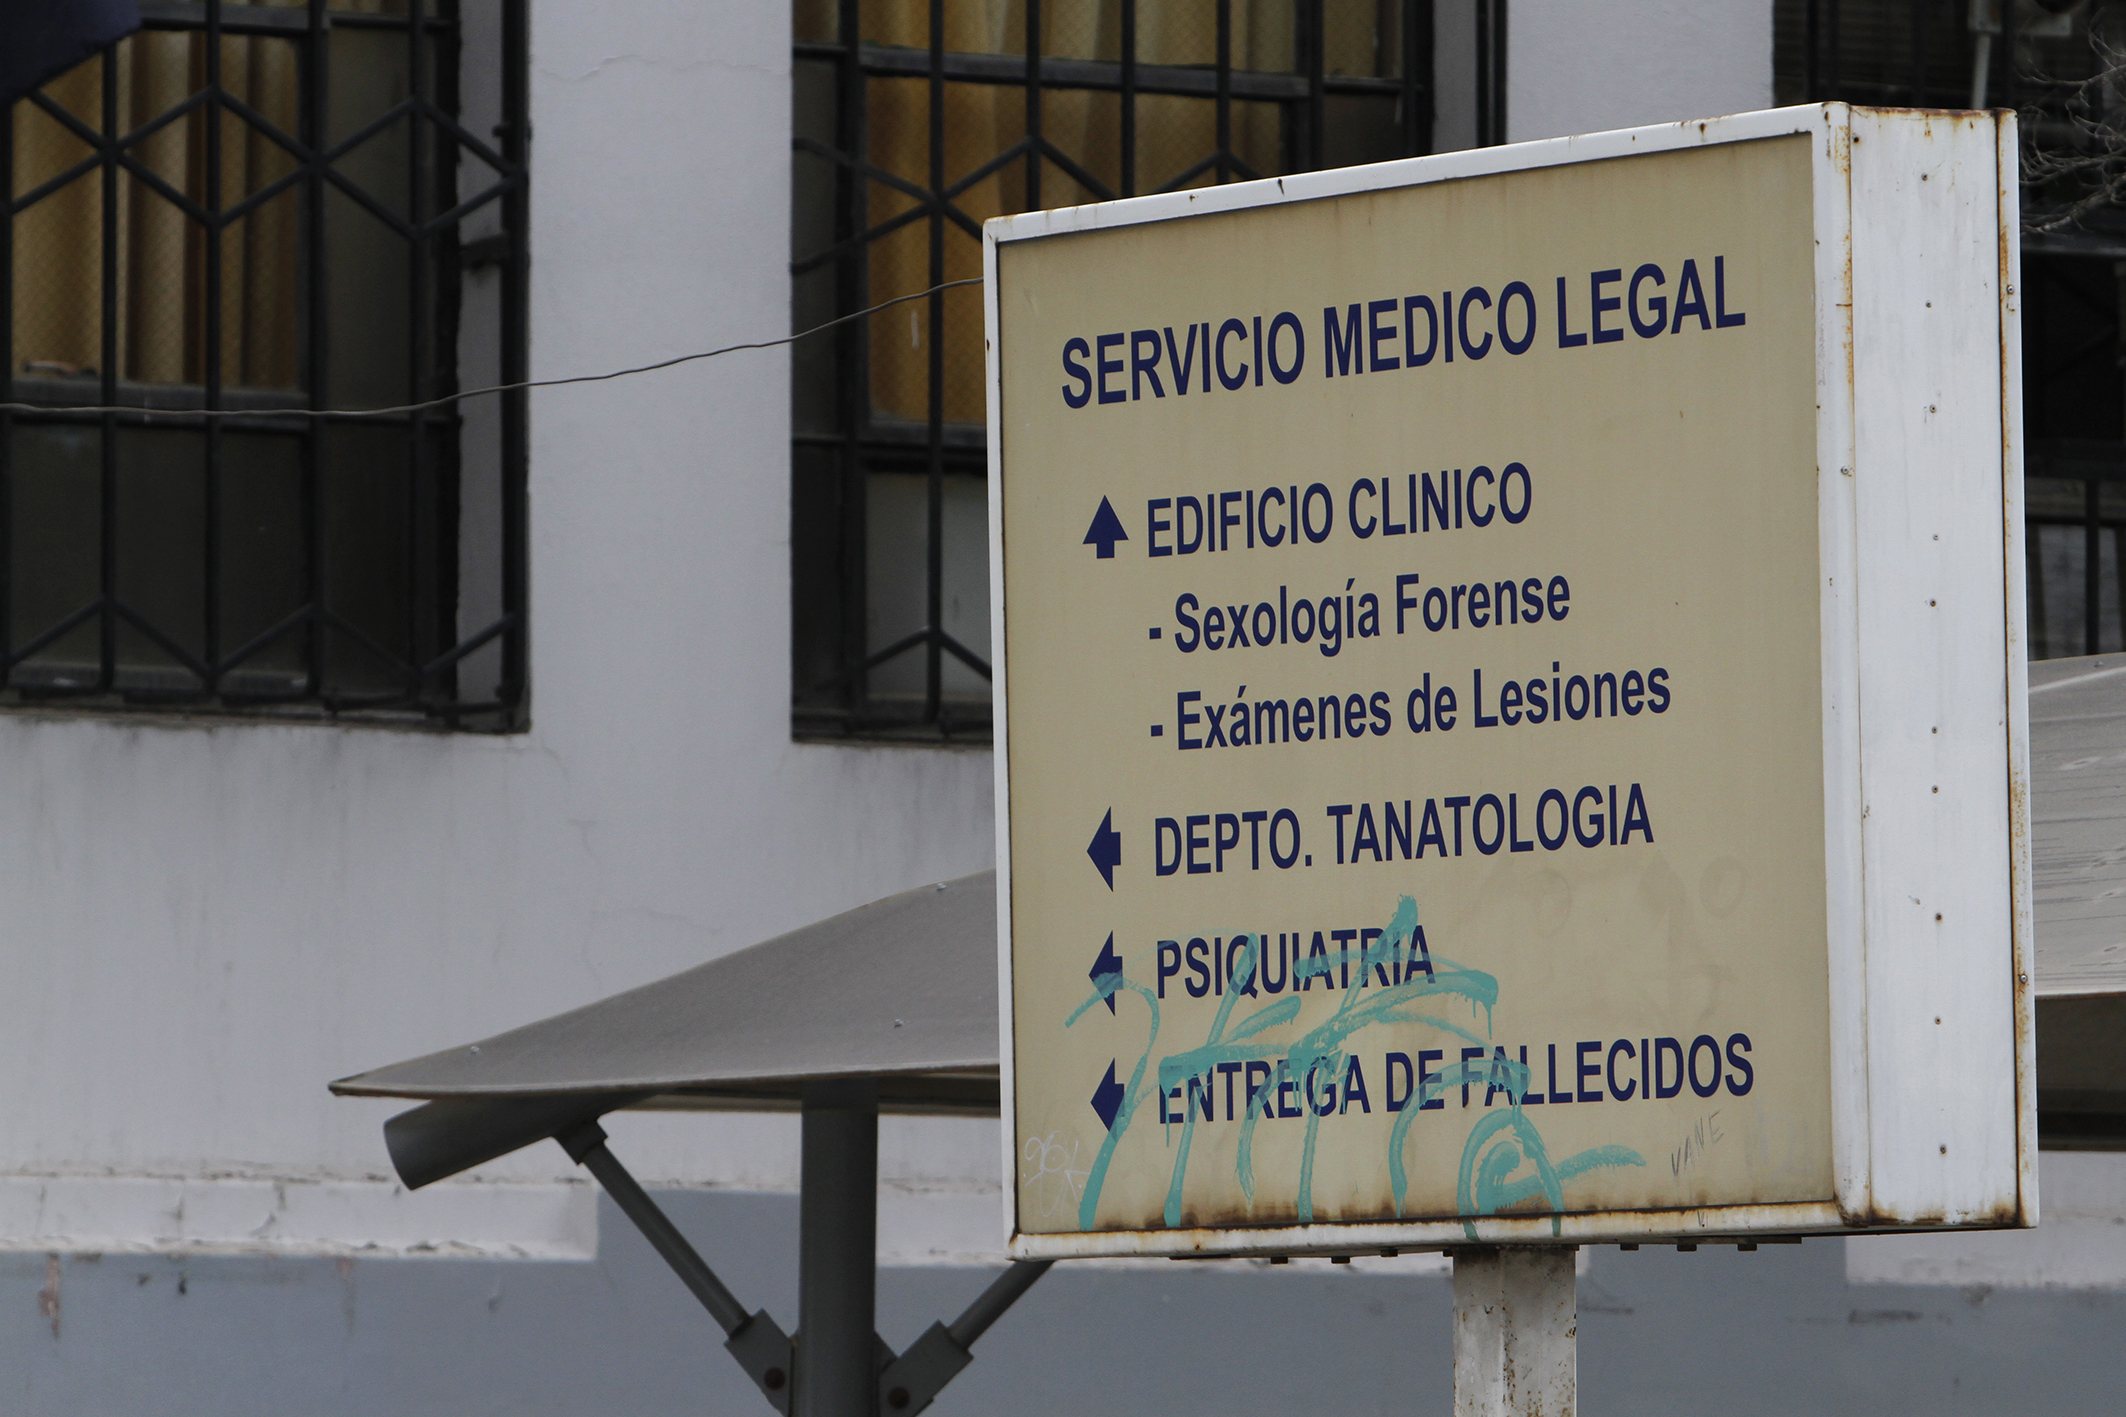 SERVICIO MEDICO LEGAL
EDIFICIO CLINICO
- Sexología Forense
- Exámenes de Lesiones
DEPTO. TANATOLOGIA
PSIQUIATRIA
ENTREGA DE FALLECIDOS
VANE